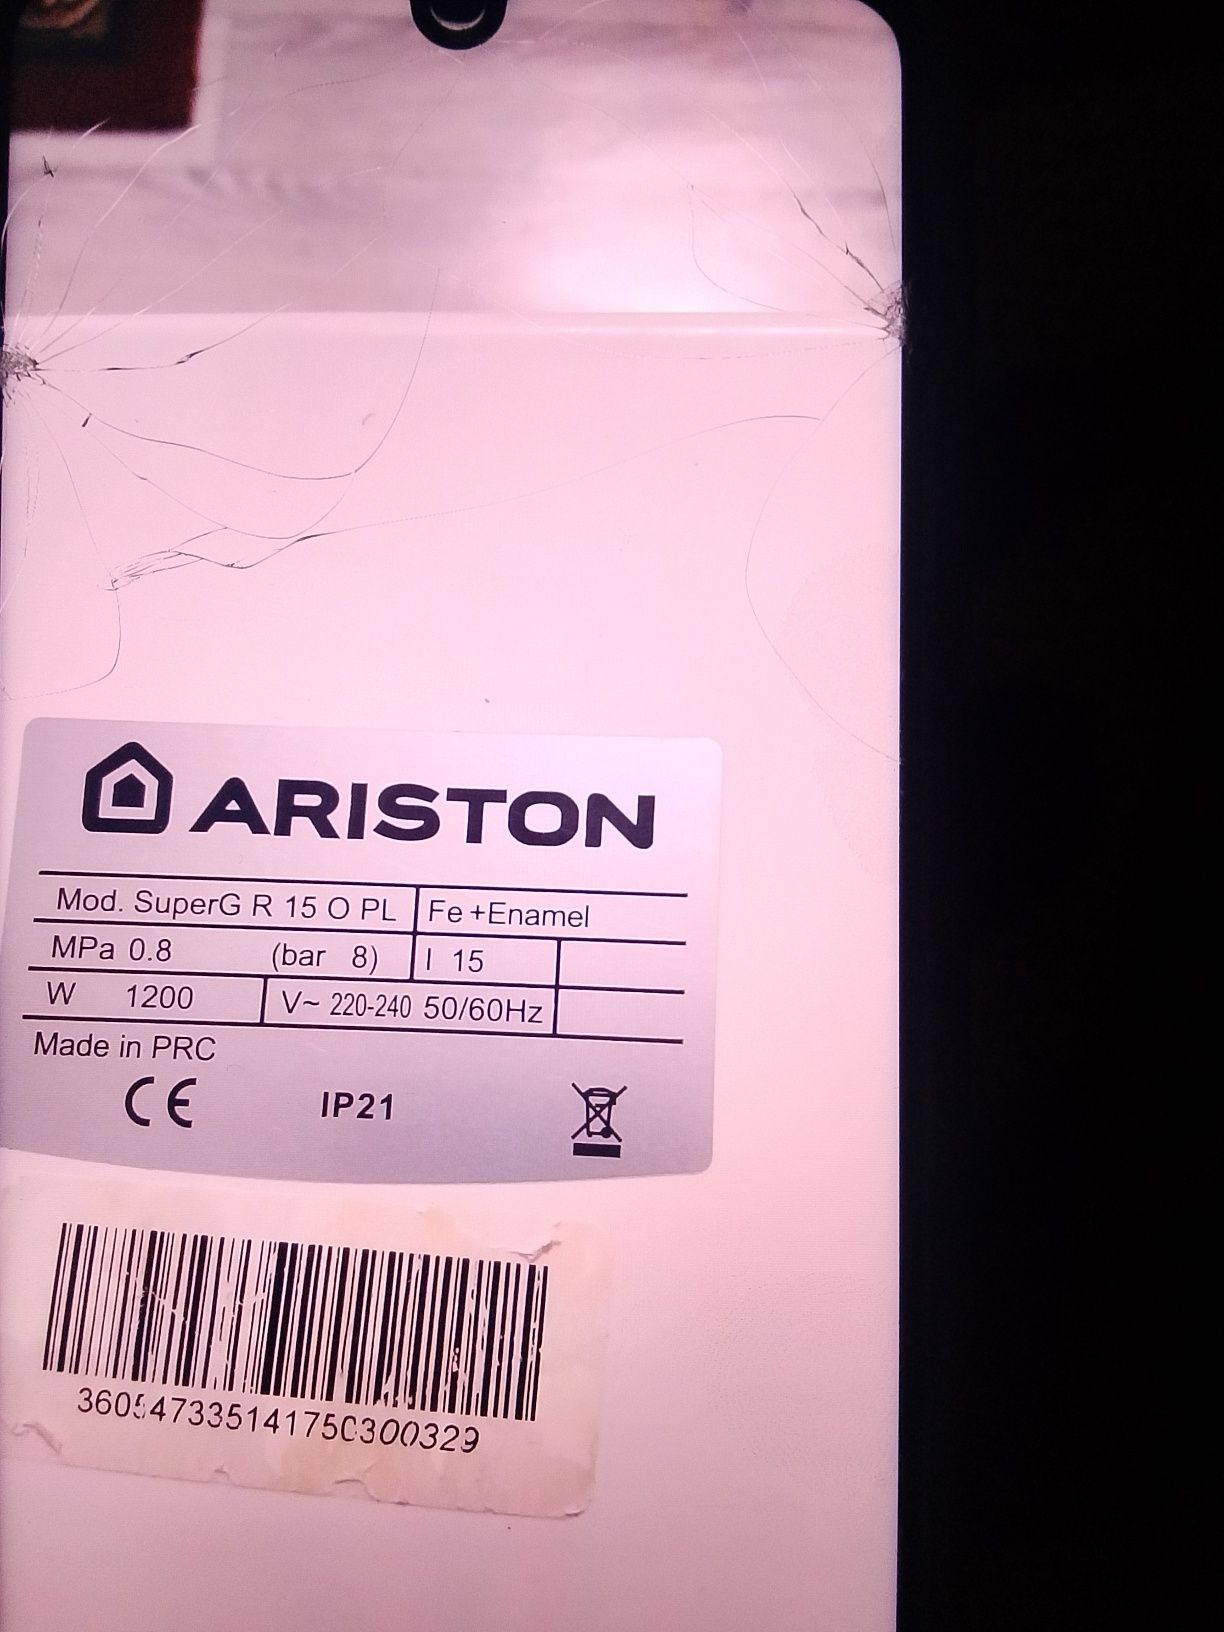 ARISTON
Mod. SuperG R 15 O PL Fe+Enamel
MPa 0.8 (bar 8) l 15
W 1200 V~ 220-240 50/60Hz
Made in PRC
CE IP21
360547335141750300329